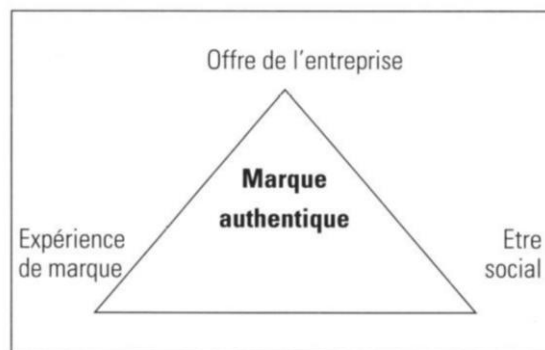 Offre de l'entreprise
Marque
authentique
Expérience
de marque
Etre
social